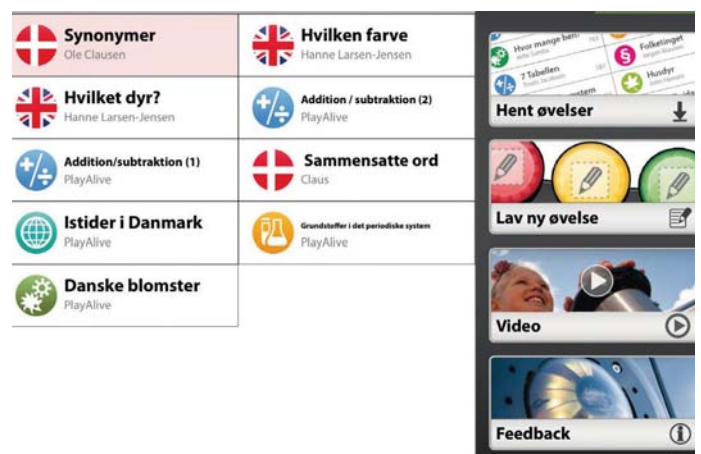 Synonymer
Ole Clausen
Hvilken farve
Hanne Larsen-Jensen
Hvilket dyr?
Hanne Larsen-Jensen
Addition / subtraktion (2)
PlayAlive
Addition/subtraktion (1)
PlayAlive
Sammensatte ord
Claus
Istider i Danmark
PlayAlive
Grundstoffer i det periodiske system
PlayAlive
Danske blomster
PlayAlive
Hvor mange ben?
Folketinget
7 Tabellen
Husdyr
Hent øvelser
Lav ny øvelse
Video
Feedback